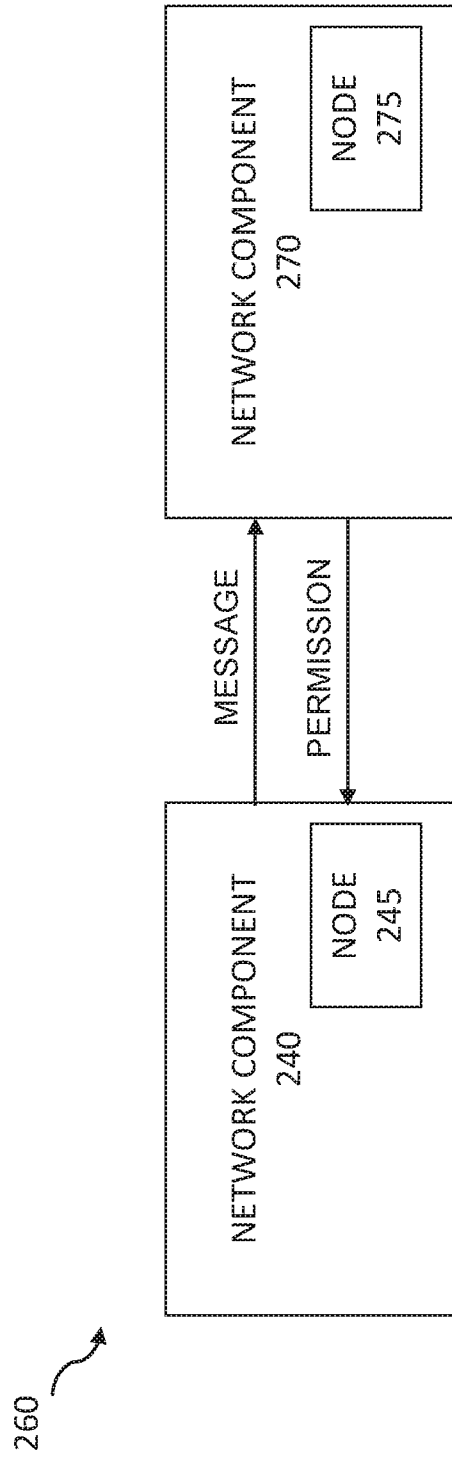 260
NETWORK COMPONENT
240
NODE
245
MESSAGE
PERMISSION
NETWORK COMPONENT
270
NODE
275